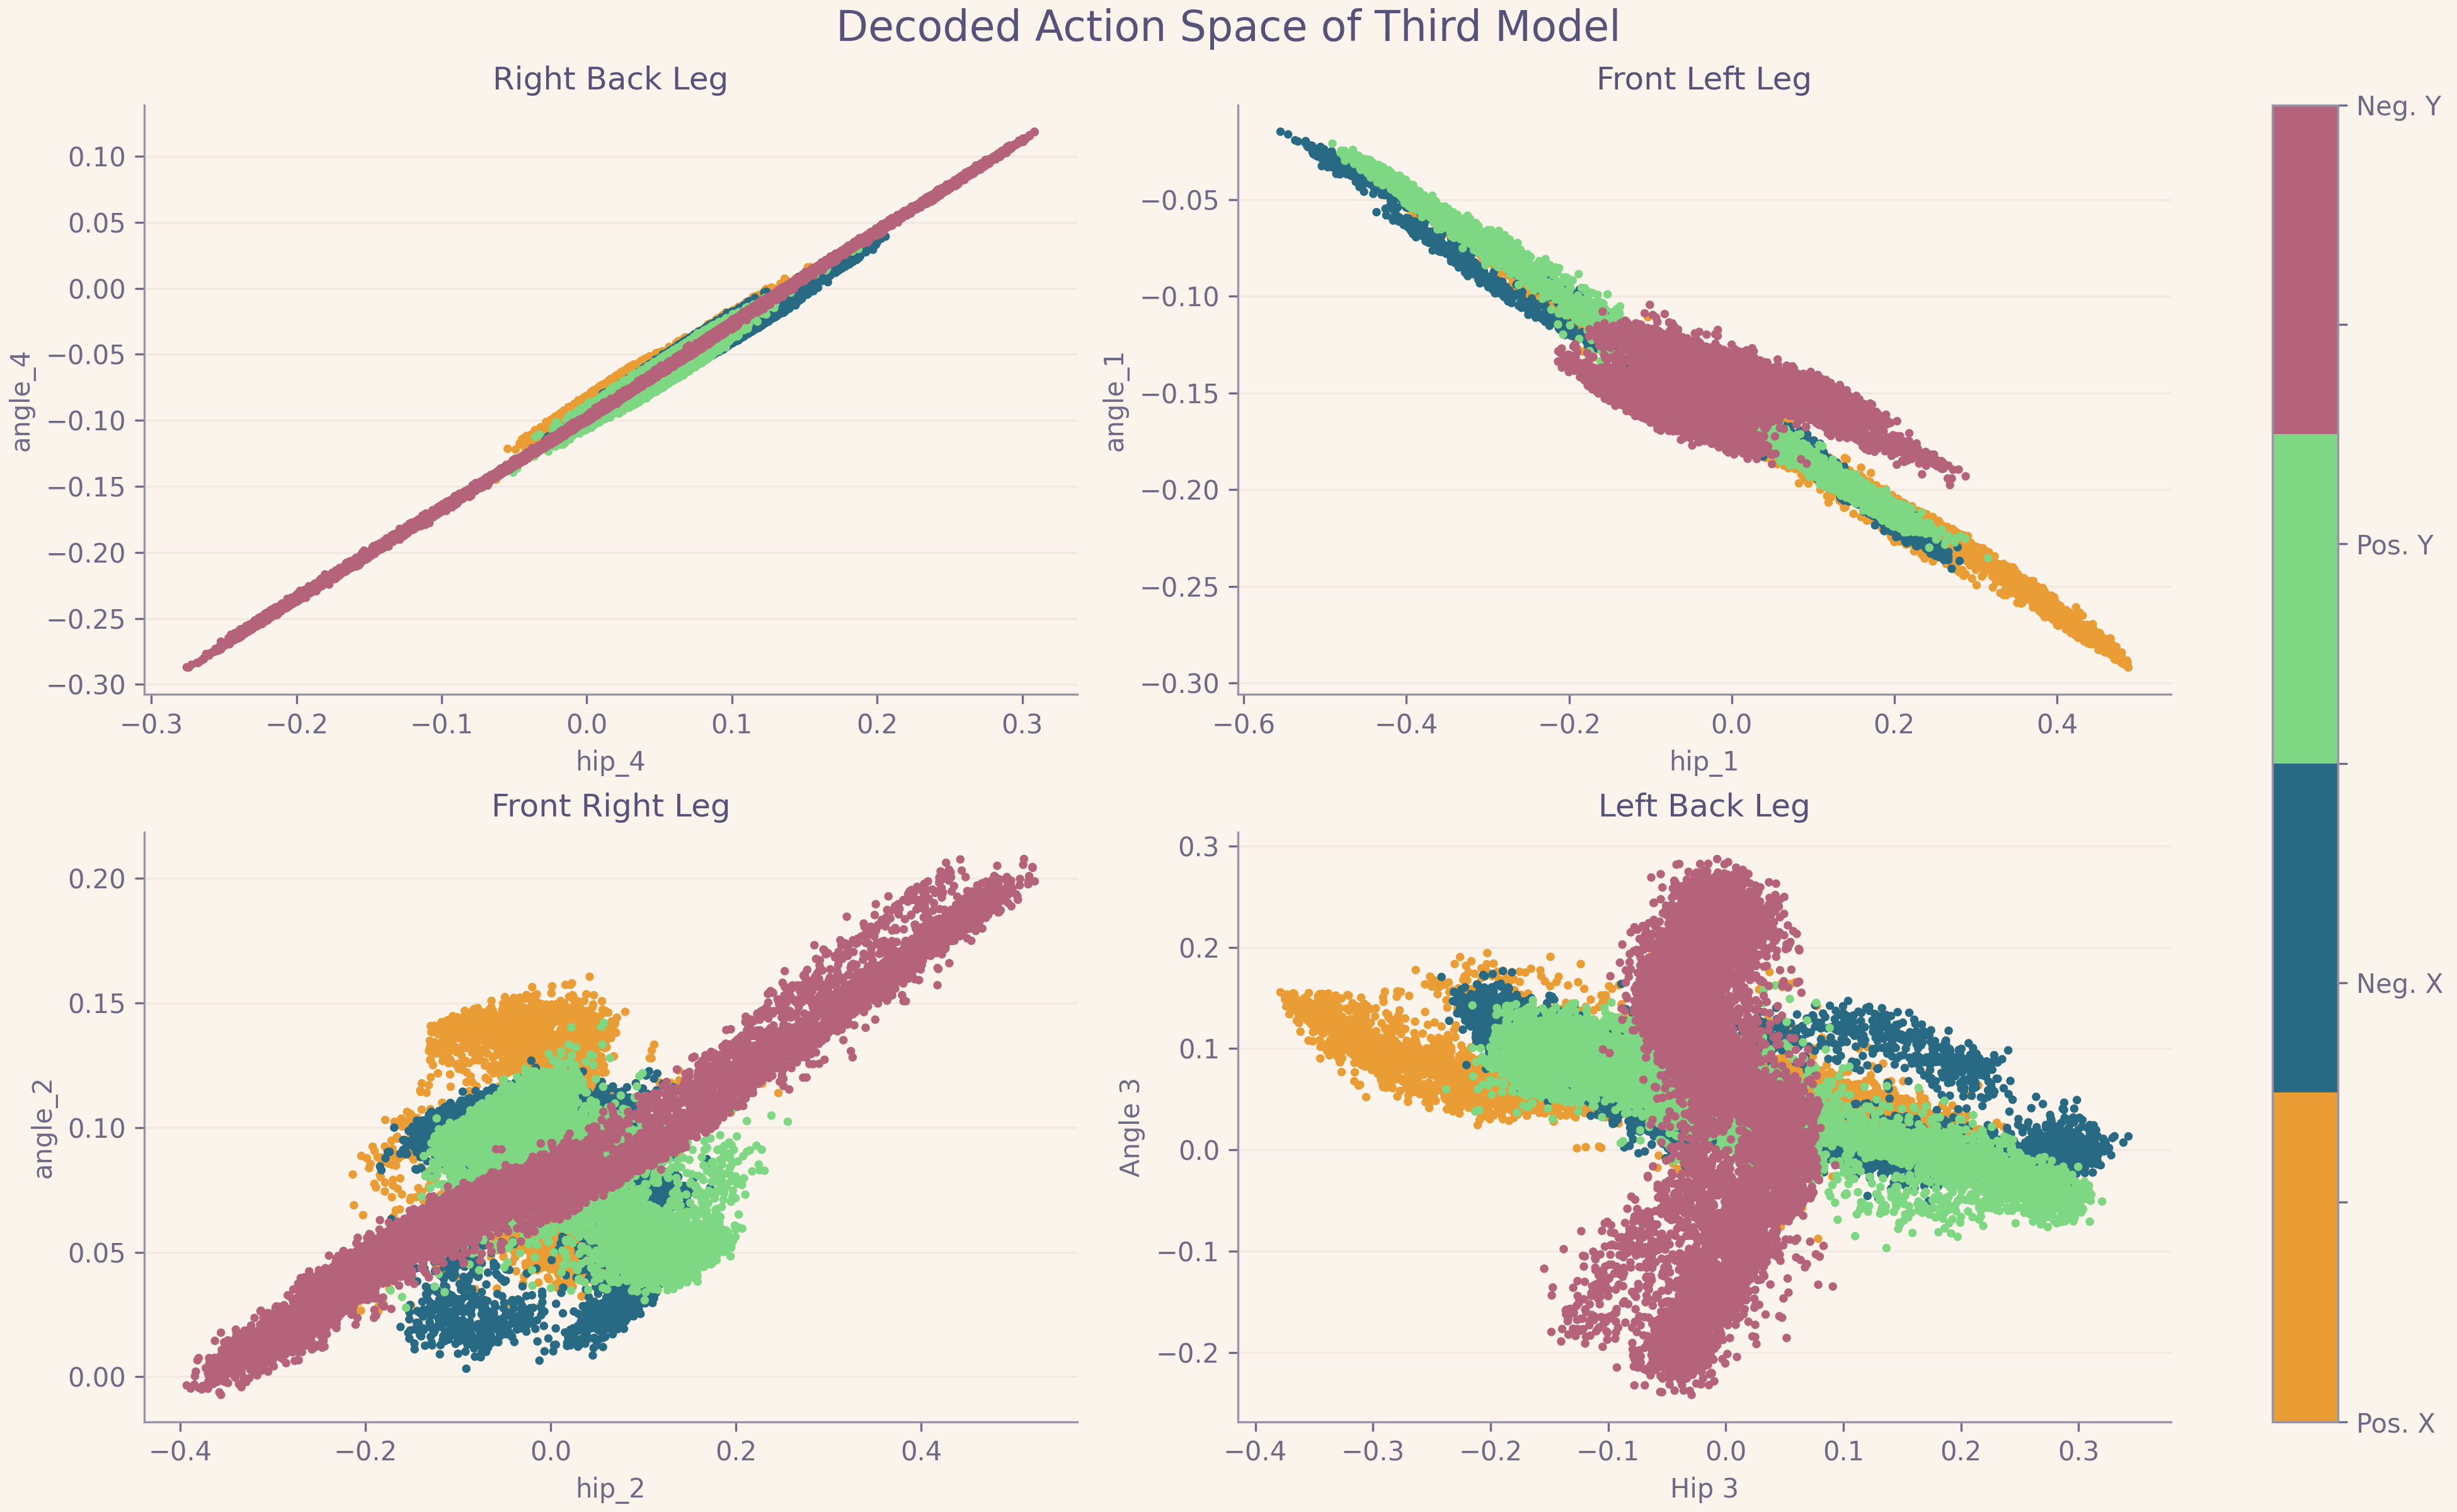 Decoded Action Space of Third Model
Right Back Leg
angle_4
0.10
0.05
0.00
−0.05
−0.10
−0.15
−0.20
−0.25
−0.30
−0.3 −0.2 −0.1 0.0 0.1 0.2 0.3
hip_4
Front Left Leg
angle_1
−0.05
−0.10
−0.15
−0.20
−0.25
−0.30
−0.6 −0.4 −0.2 0.0 0.2 0.4
hip_1
Front Right Leg
angle_2
0.20
0.15
0.10
0.05
0.00
−0.4 −0.2 0.0 0.2 0.4
hip_2
Left Back Leg
Angle 3
0.3
0.2
0.1
0.0
−0.1
−0.2
−0.4 −0.3 −0.2 −0.1 0.0 0.1 0.2 0.3
Hip 3
Neg. Y
Pos. Y
Neg. X
Pos. X